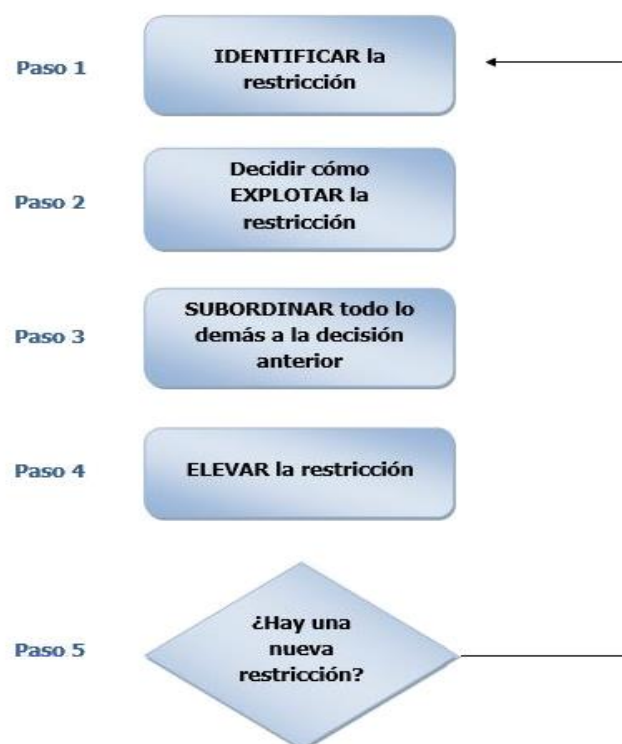 Paso 1
IDENTIFICAR la
restricción
Paso 2
Decidir cómo
EXPLOTAR la
restricción
Paso 3
SUBORDINAR todo lo
demás a la decisión
anterior
Paso 4
ELEVAR la restricción
Paso 5
¿Hay una
nueva
restricción?